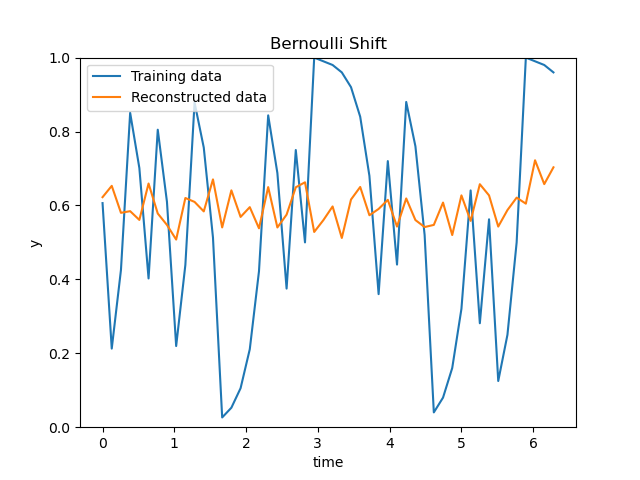 Bernoulli Shift
Training data
Reconstructed data
y
1.0
0.8
0.6
0.4
0.2
0.0
0 1 2 3 4 5 6
time